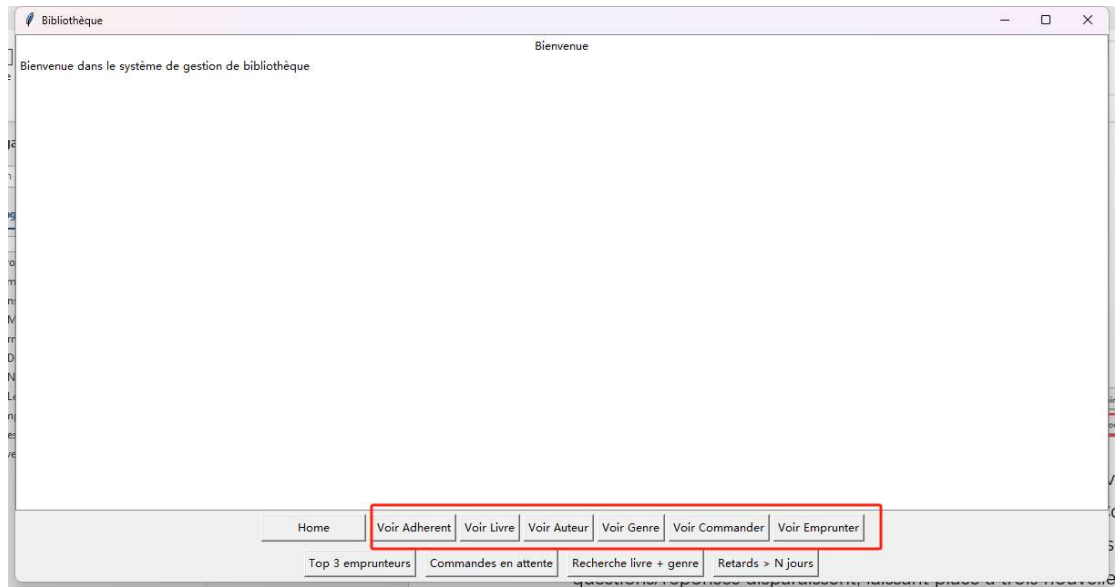 Bibliothèque
Bienvenue
Bienvenue dans le système de gestion de bibliothèque
Home Voir Adherent Voir Livre Voir Auteur Voir Genre Voir Commander Voir Emprunter
Top 3 emprunteurs Commandes en attente Recherche livre + genre Retards > N jours